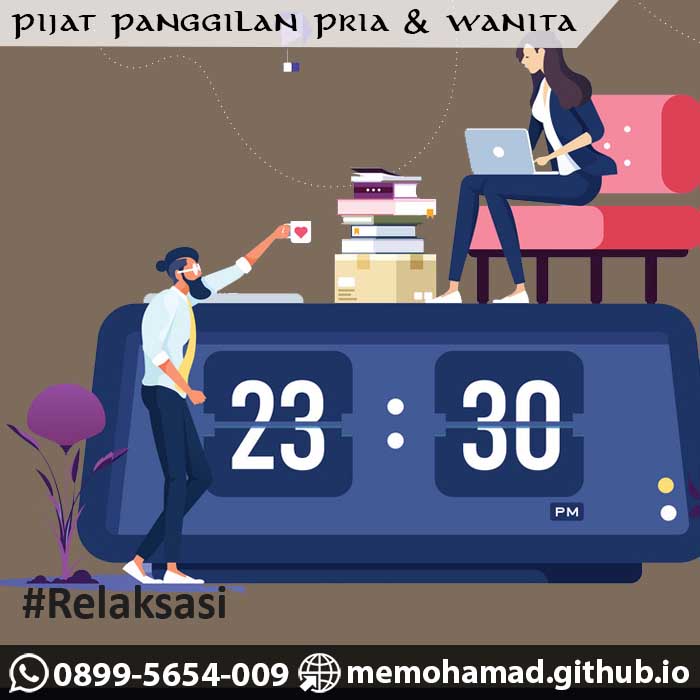 PIJAT PANGGILAN PRIA & WANITA
23 : 30
PM
#Relaksasi
0899-5654-009 memohamad.github.io